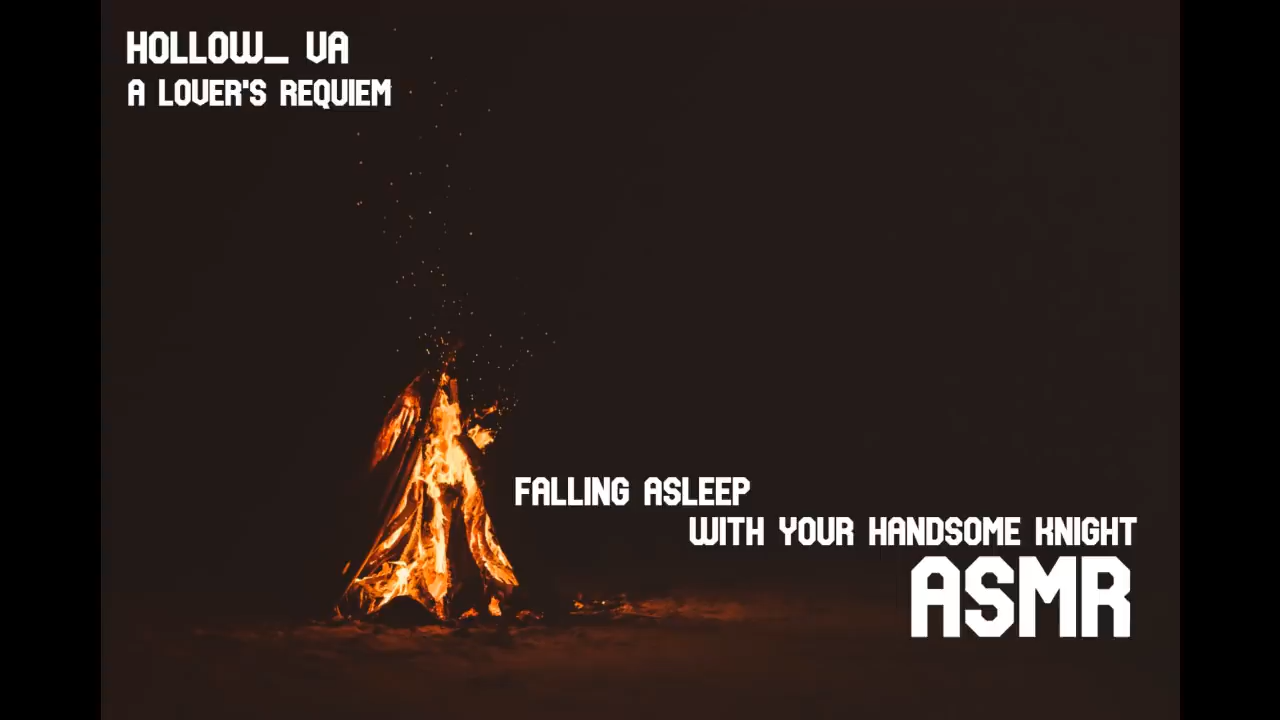 HOLLOW_ VA
A LOVER'S REQUIEM
FALLING ASLEEP
WITH YOUR HANDSOME KNIGHT
ASMR